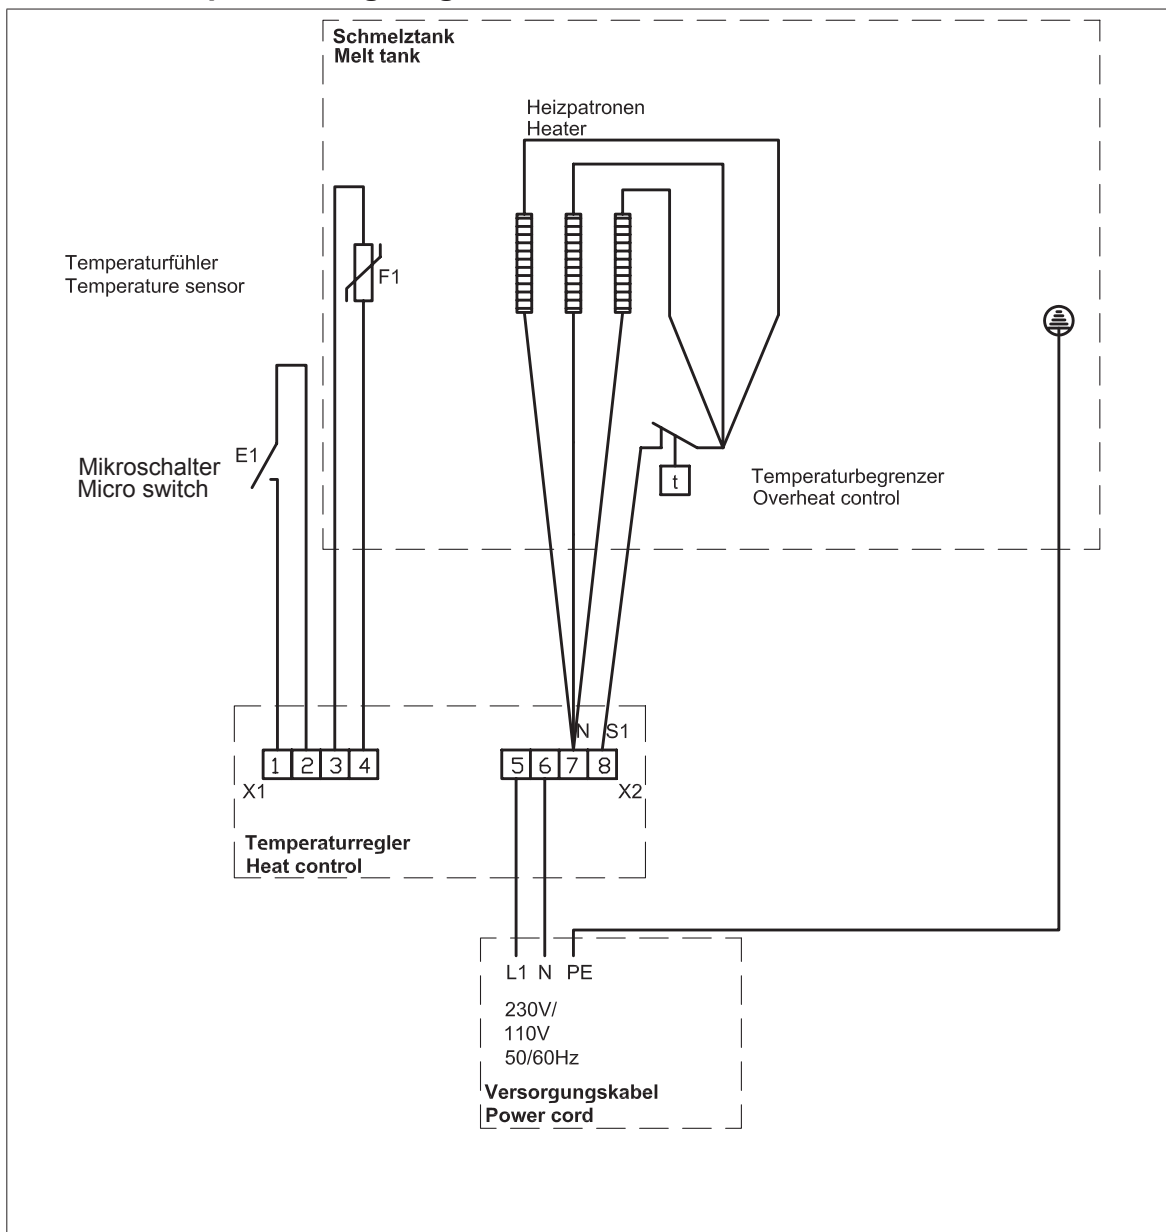 Schmelztank
Melt tank
Heizpatronen
Heater
Temperaturfühler
Temperature sensor
F1
Mikroschalter
Micro switch
E1
t
Temperaturbegrenzer
Overheat control
N S1
1 2 3 4
5 6 7 8
X1
X2
Temperaturregler
Heat control
L1 N PE
230V/
110V
50/60Hz
Versorgungskabel
Power cord